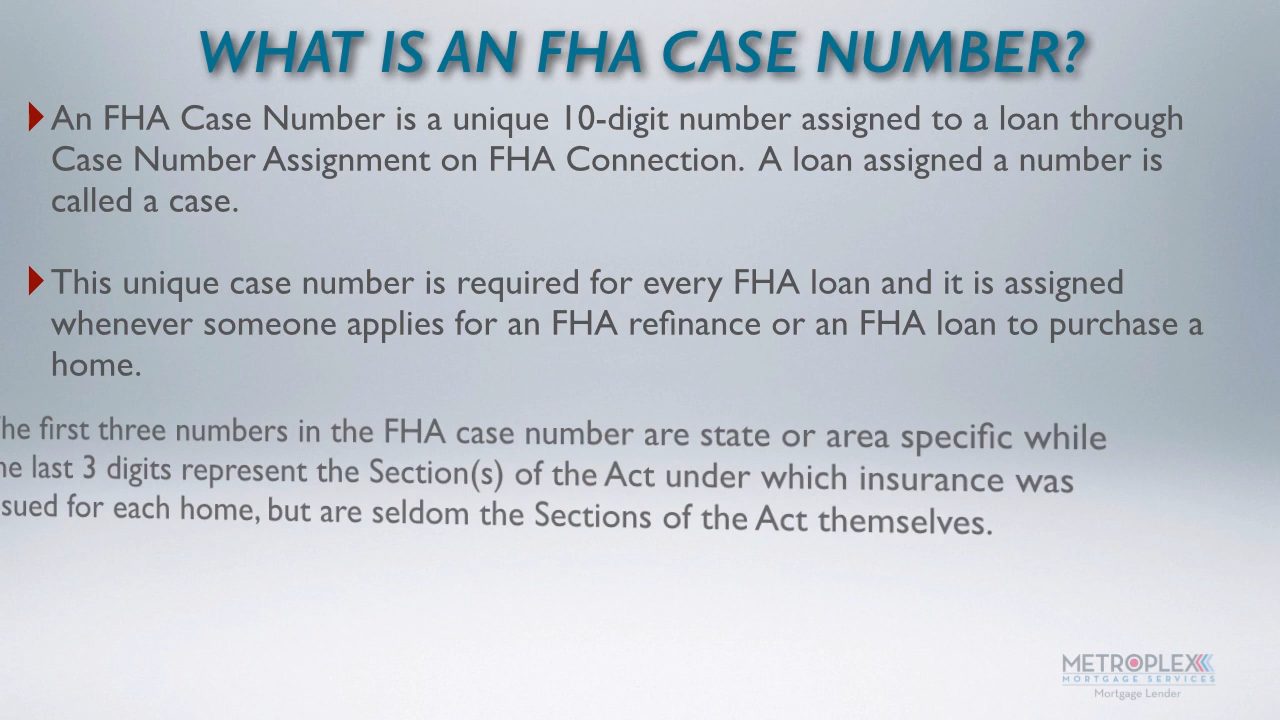 WHAT IS AN FHA CASE NUMBER?
An FHA Case Number is a unique 10-digit number assigned to a loan through
Case Number Assignment on FHA Connection. A loan assigned a number is
called a case.
This unique case number is required for every FHA loan and it is assigned
whenever someone applies for an FHA refinance or an FHA loan to purchase a
home.
he first three numbers in the FHA case number are state or area specific while
he last 3 digits represent the Section(s) of the Act under which insurance was
sued for each home, but are seldom the Sections of the Act themselves.
METROPLEX
MORTGAGE SERVICES
Mortgage Lender